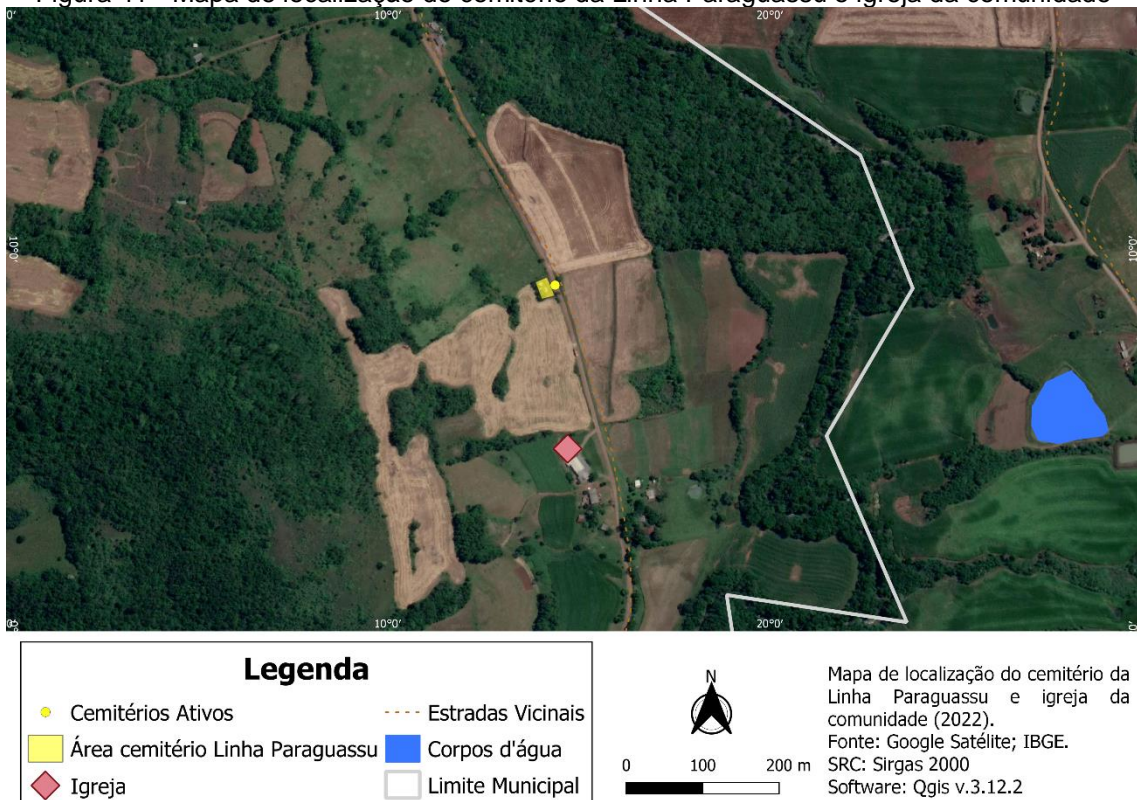 10°0′ 20°0′
10°0′ 10°0′
10°0′ 20°0′
Legenda
Cemitérios Ativos
Estradas Vicinais
Área cemitério Linha Paraguassu
Corpos d'água
Igreja
Limite Municipal
N
0 100 200 m
Mapa de localização do cemitério da
Linha Paraguassu e igreja da
comunidade (2022).
Fonte: Google Satélite; IBGE.
SRC: Sirgas 2000
Software: Qgis v.3.12.2